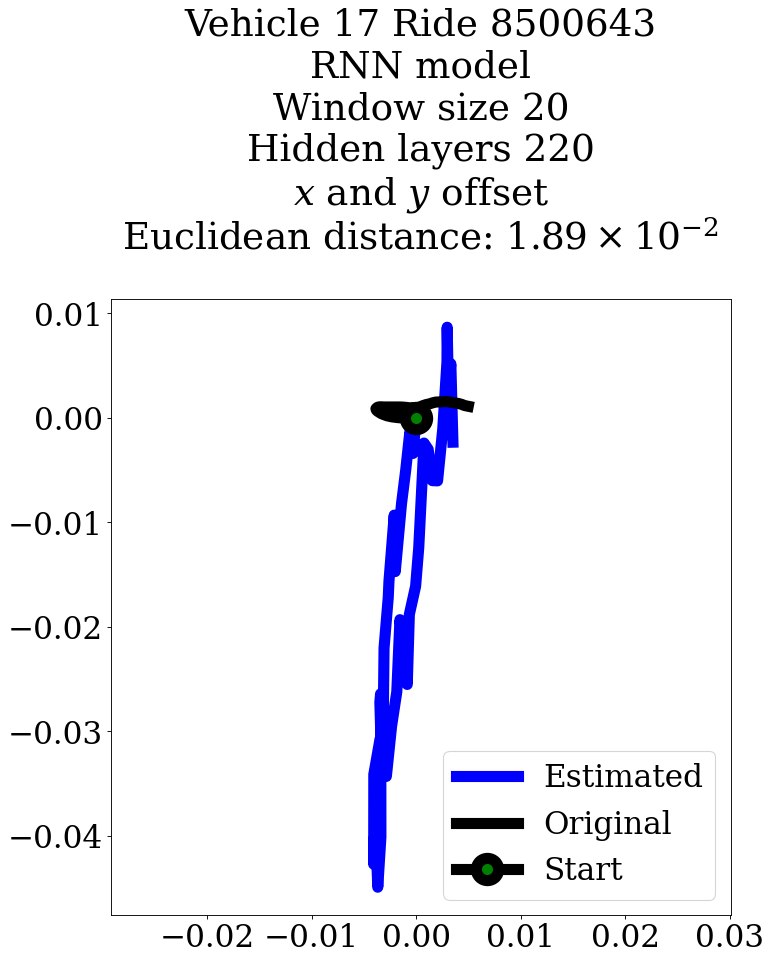 Vehicle 17 Ride 8500643
RNN model
Window size 20
Hidden layers 220
x and y offset
Euclidean distance: 1.89 × 10⁻²
0.01
0.00
−0.01
−0.02
−0.03
−0.04
Estimated
Original
Start
−0.02 −0.01 0.00 0.01 0.02 0.03